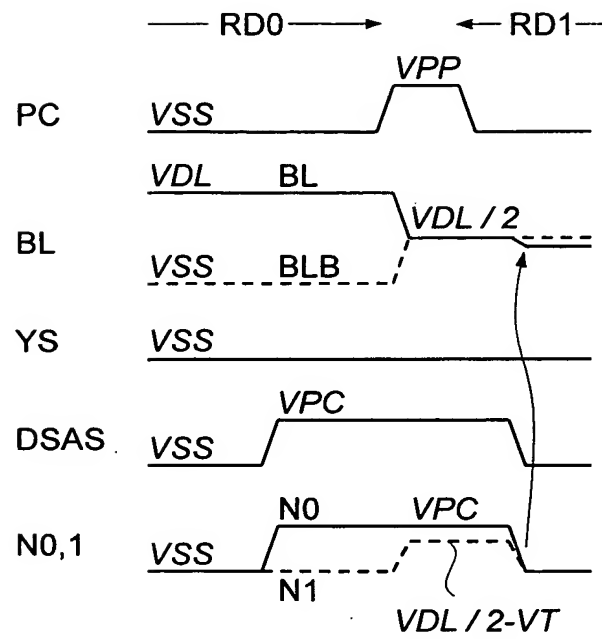 RD0 RD1
VPP
PC VSS
VDL BL
VDL / 2
BL
VSS BLB
YS VSS
VPC
DSAS VSS
N0 VPC
N0,1 VSS
N1
VDL / 2-VT